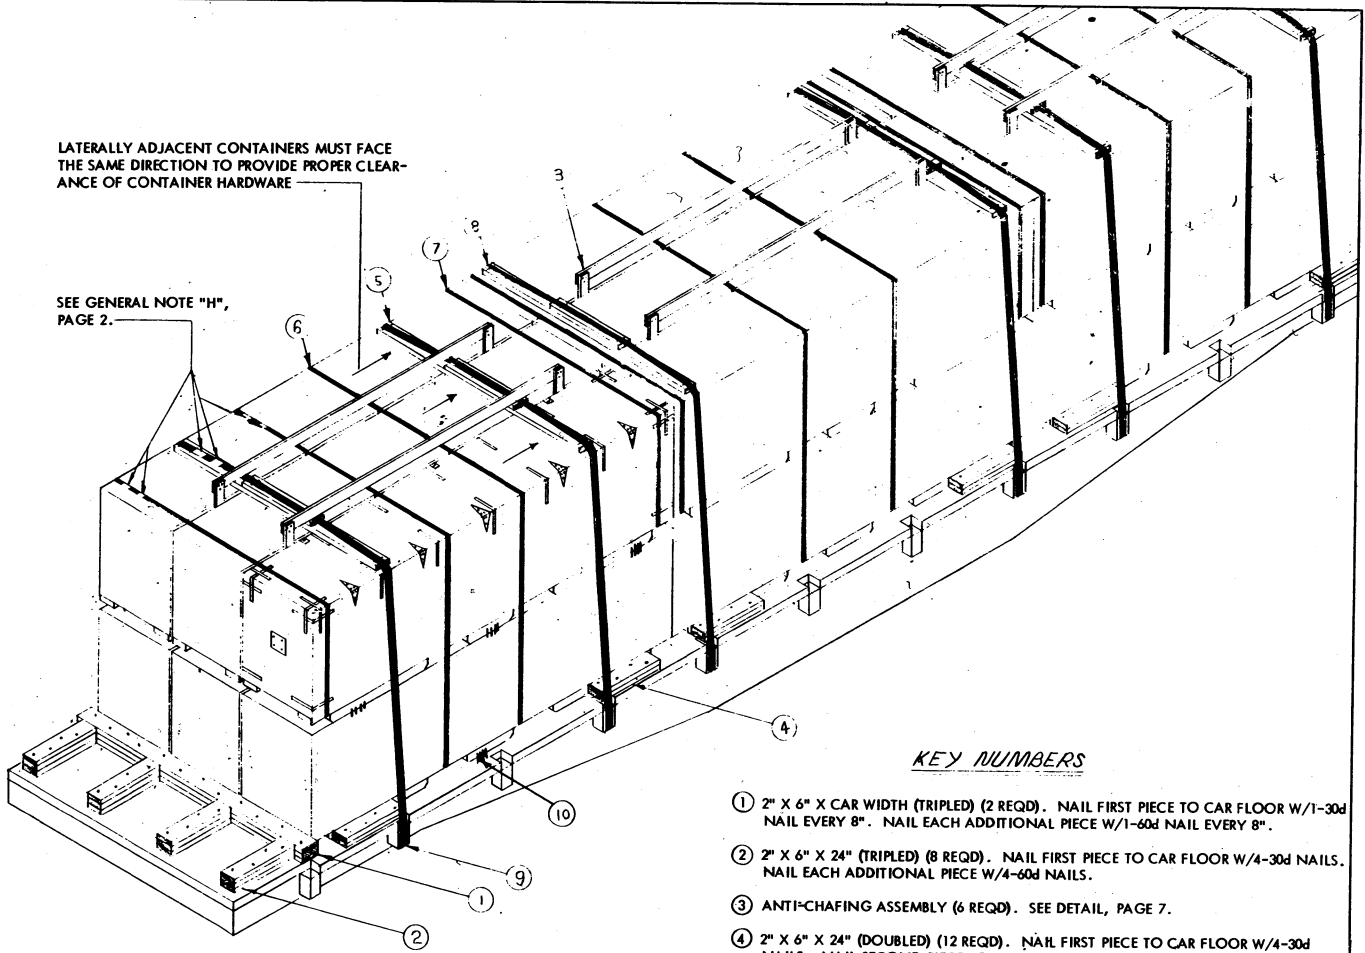 LATERALLY ADJACENT CONTAINERS MUST FACE
THE SAME DIRECTION TO PROVIDE PROPER CLEAR-
ANCE OF CONTAINER HARDWARE
SEE GENERAL NOTE "H",
PAGE 2.
3
8
7
5
6
4
10
9
1
2
KEY NUMBERS
1 2" X 6" X CAR WIDTH (TRIPLED) (2 REQD). NAIL FIRST PIECE TO CAR FLOOR W/1-30d
NAIL EVERY 8". NAIL EACH ADDITIONAL PIECE W/1-60d NAIL EVERY 8".
2 2" X 6" X 24" (TRIPLED) (8 REQD). NAIL FIRST PIECE TO CAR FLOOR W/4-30d NAILS.
NAIL EACH ADDITIONAL PIECE W/4-60d NAILS.
3 ANTI-CHAFING ASSEMBLY (6 REQD). SEE DETAIL, PAGE 7.
4 2" X 6" X 24" (DOUBLED) (12 REQD). NAIL FIRST PIECE TO CAR FLOOR W/4-30d